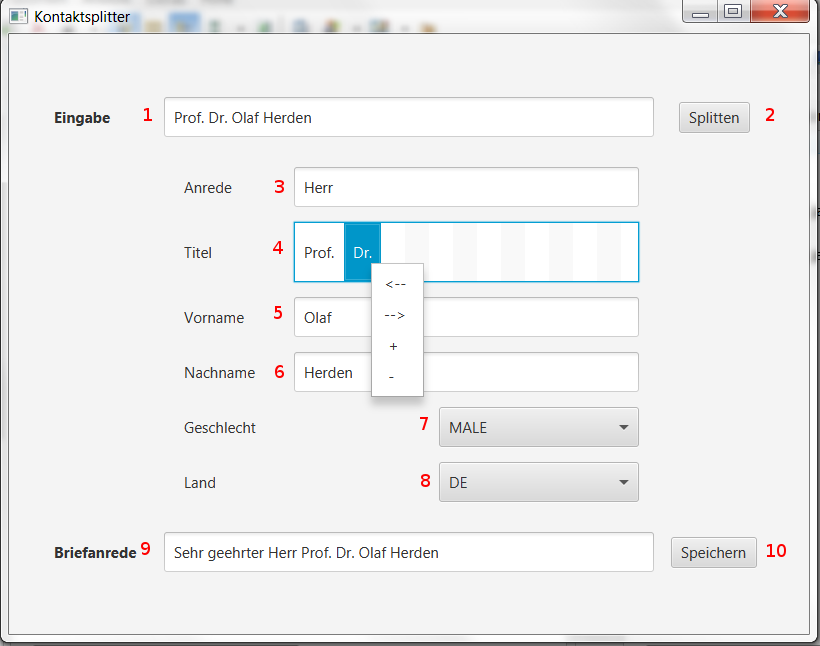 Kontaktsplitter
Eingabe 1 Prof. Dr. Olaf Herden Splitten 2
Anrede 3 Herr
Titel 4 Prof. Dr.
<--
-->
Vorname 5 Olaf
+
Nachname 6 Herden
-
Geschlecht 7 MALE
Land 8 DE
Briefanrede 9 Sehr geehrter Herr Prof. Dr. Olaf Herden Speichern 10